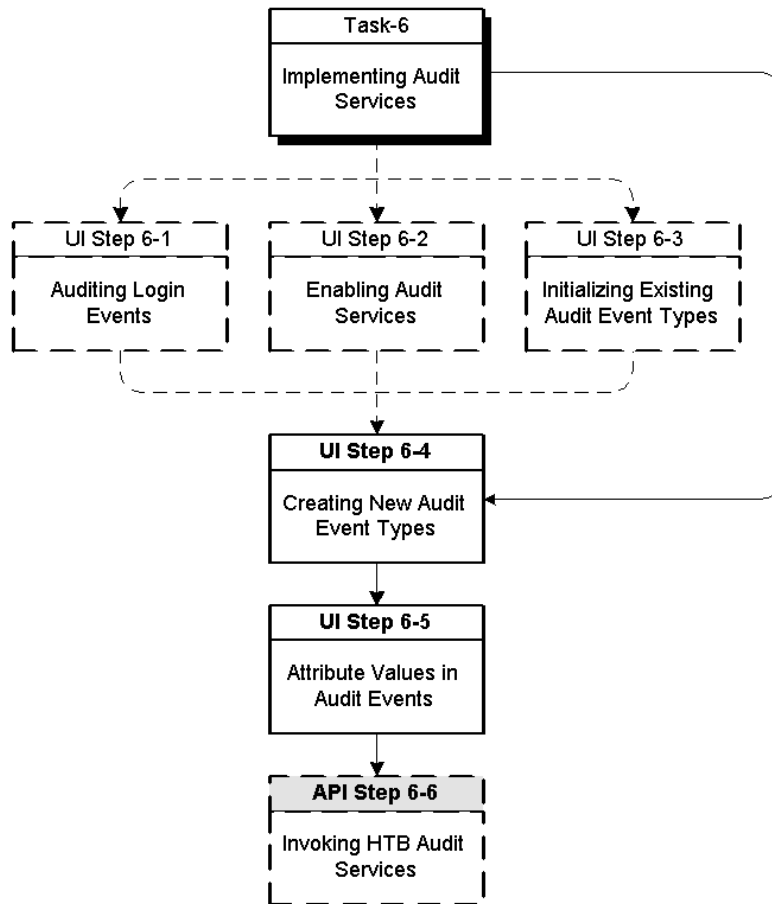 Task-6
Implementing Audit
Services
UI Step 6-1
Auditing Login
Events
UI Step 6-2
Enabling Audit
Services
UI Step 6-3
Initializing Existing
Audit Event Types
UI Step 6-4
Creating New Audit
Event Types
UI Step 6-5
Attribute Values in
Audit Events
API Step 6-6
Invoking HTB Audit
Services